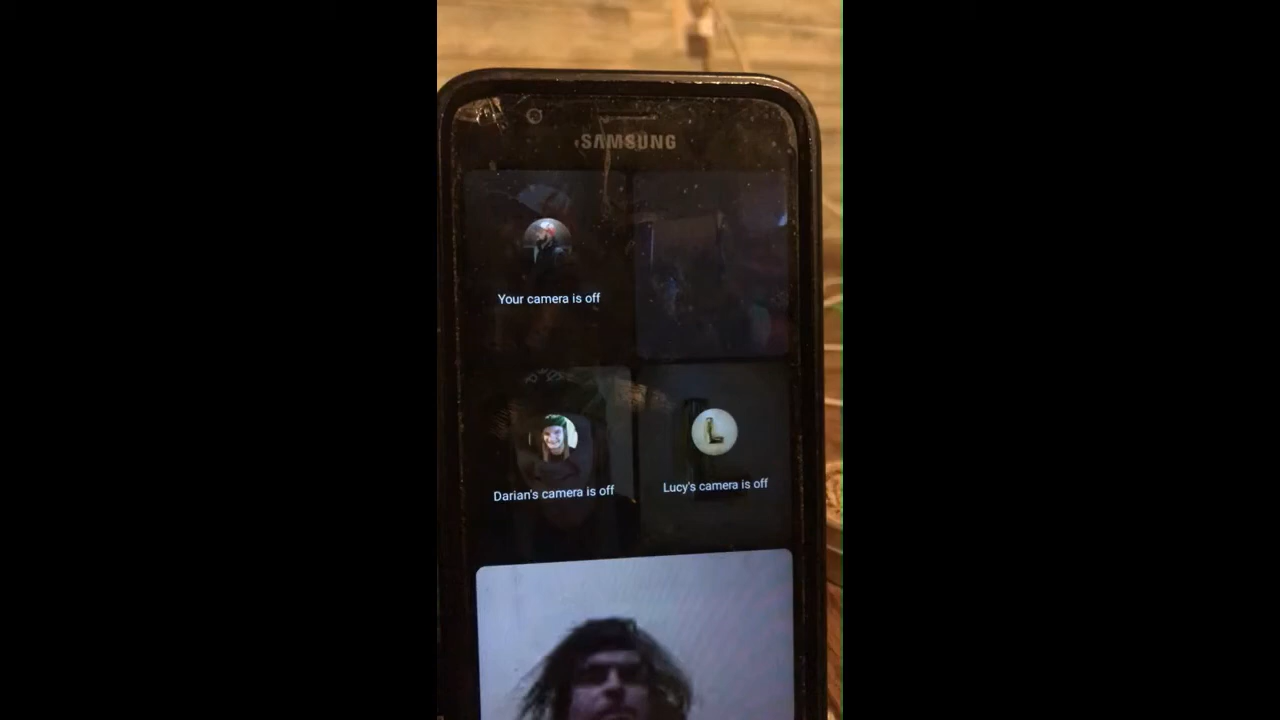 SAMSUNG
Your camera is off
Darian's camera is off
Lucy's camera is off
L